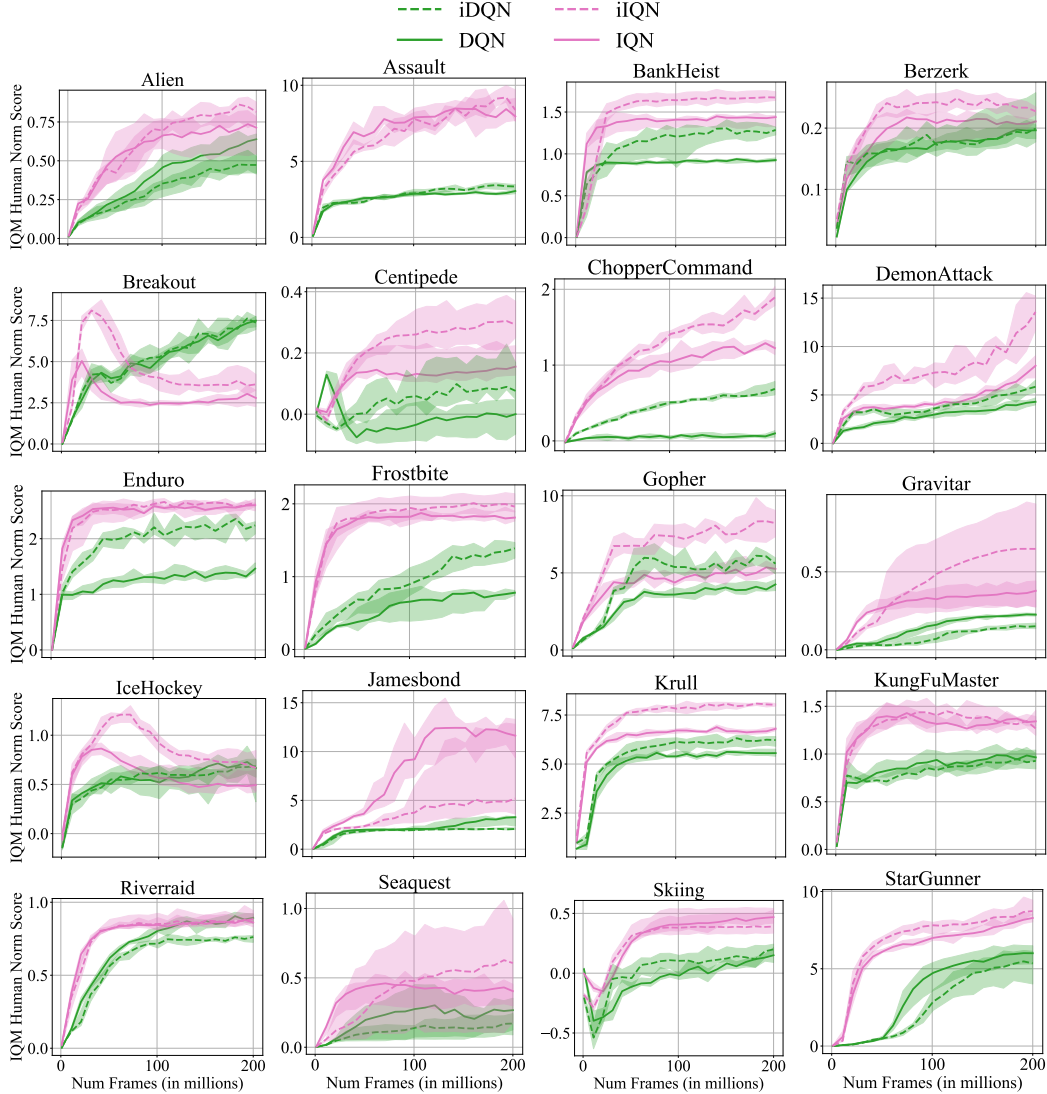 iDQN iIQN
DQN IQN
Alien Assault BankHeist Berzerk
IQM Human Norm Score
0.00 0.25 0.50 0.75
0 5 10
0.0 0.5 1.0 1.5
0.1 0.2
Breakout Centipede ChopperCommand DemonAttack
IQM Human Norm Score
0.0 2.5 5.0 7.5
0.0 0.2 0.4
0 1 2
0 5 10 15
Enduro Frostbite Gopher Gravitar
IQM Human Norm Score
0 1 2
0 1 2
0 5 10
0.0 0.5
IceHockey Jamesbond Krull KungFuMaster
IQM Human Norm Score
0.0 0.5 1.0
0 5 10 15
2.5 5.0 7.5
0.0 0.5 1.0 1.5
Riverraid Seaquest Skiing StarGunner
IQM Human Norm Score
0.0 0.5 1.0
0.0 0.5 1.0
−0.5 0.0 0.5
0 5 10
0 100 200 0 100 200 0 100 200 0 100 200
Num Frames (in millions) Num Frames (in millions) Num Frames (in millions) Num Frames (in millions)